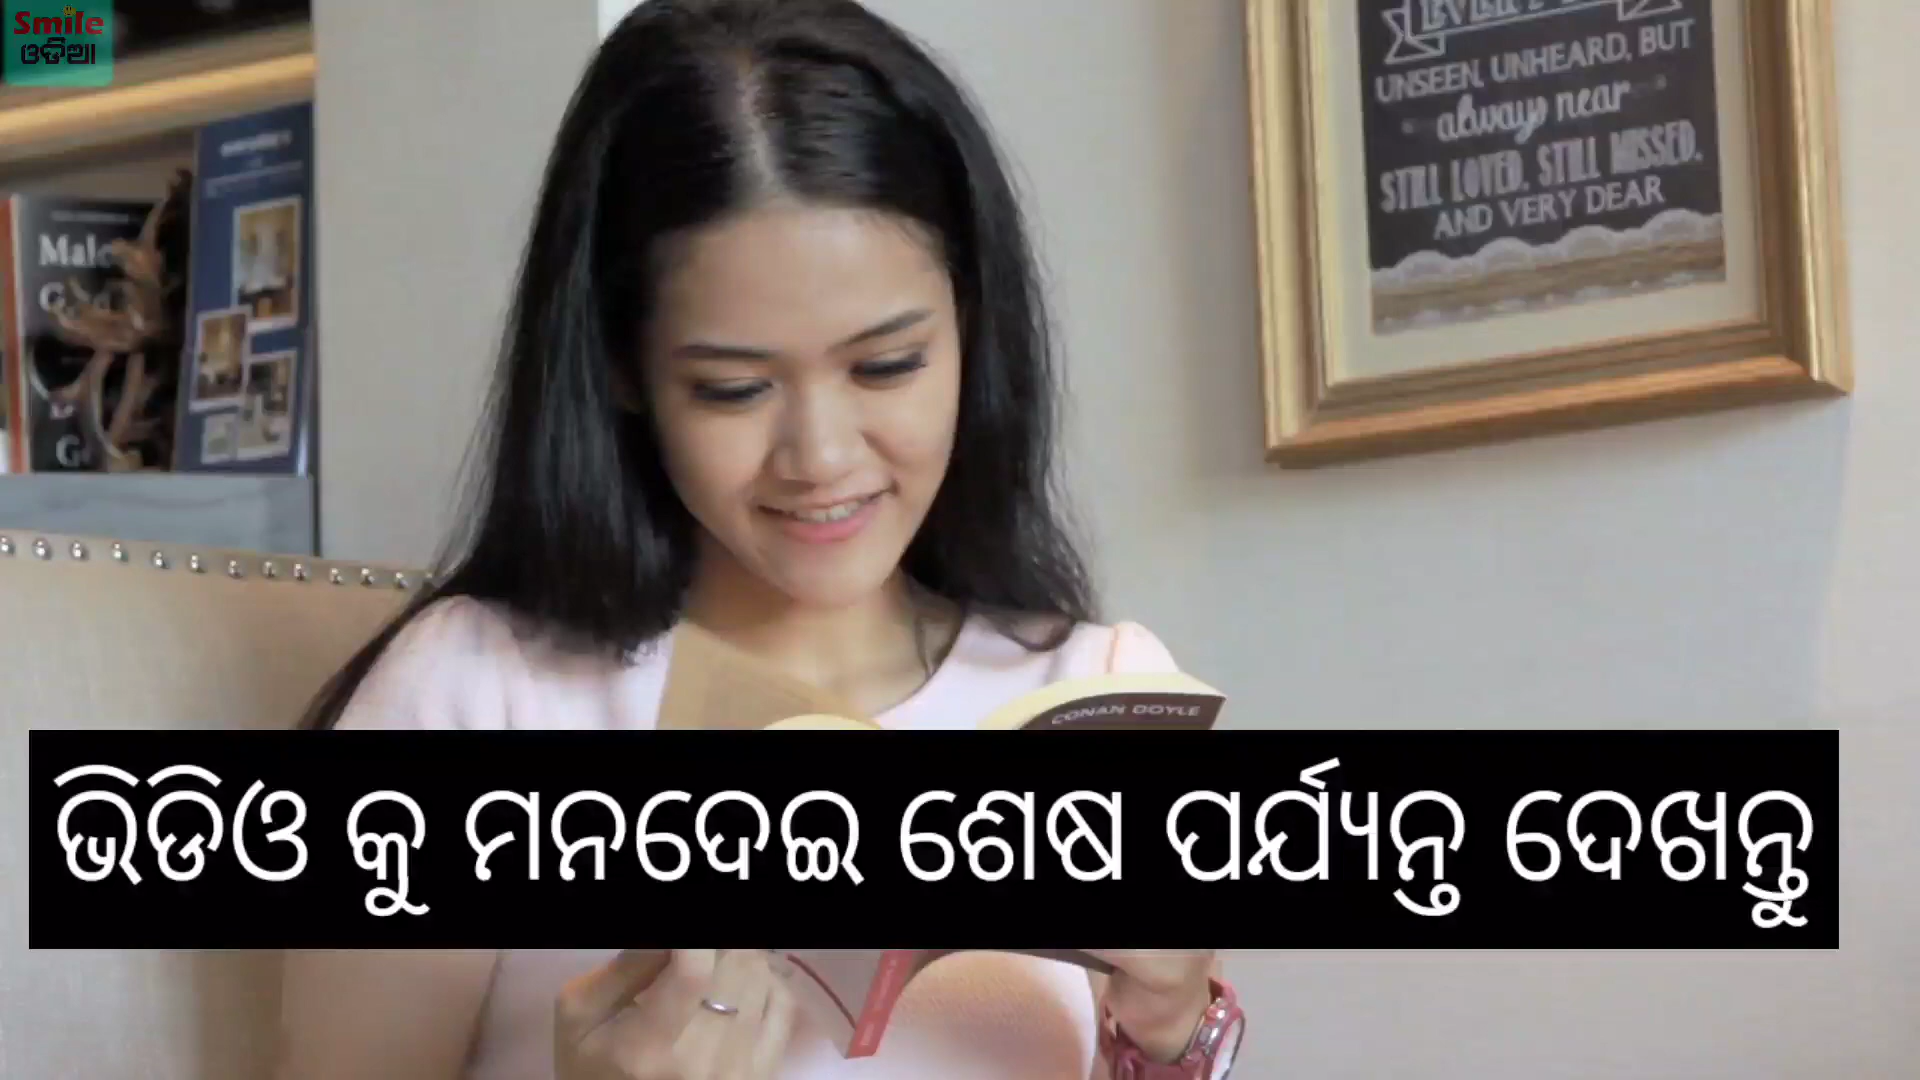 Smile
ଓଡିଆ
UNSEEN, UNHEARD, BUT
always near
STILL LOVED, STILL MISSED,
AND VERY DEAR
CONAN DOYLE
ଭିଡିଓ କୁ ମନଦେଇ ଶେଷ ପର୍ଯ୍ୟନ୍ତ ଦେଖନ୍ତୁ